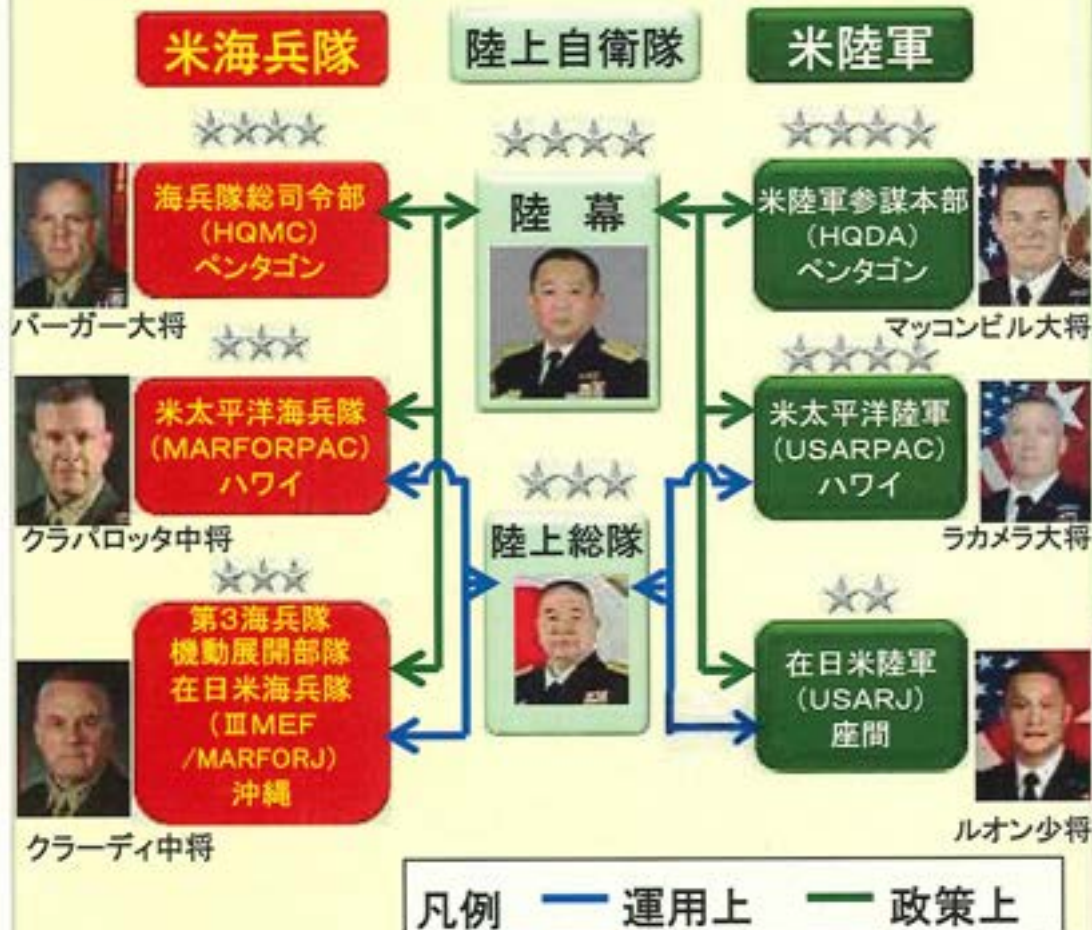 米海兵隊
陸上自衛隊
米陸軍
海兵隊総司令部
(HQMC)
ペンタゴン
バーガー大将
陸 幕
米陸軍参謀本部
(HQDA)
ペンタゴン
マッコンビル大将
米太平洋海兵隊
(MARFORPAC)
ハワイ
クラパロッタ中将
米太平洋陸軍
(USARPAC)
ハワイ
ラカメラ大将
陸上総隊
第3海兵隊
機動展開部隊
在日米海兵隊
(ⅢMEF
/MARFORJ)
沖縄
クラーディ中将
在日米陸軍
(USARJ)
座間
ルオン少将
凡例 運用上 政策上